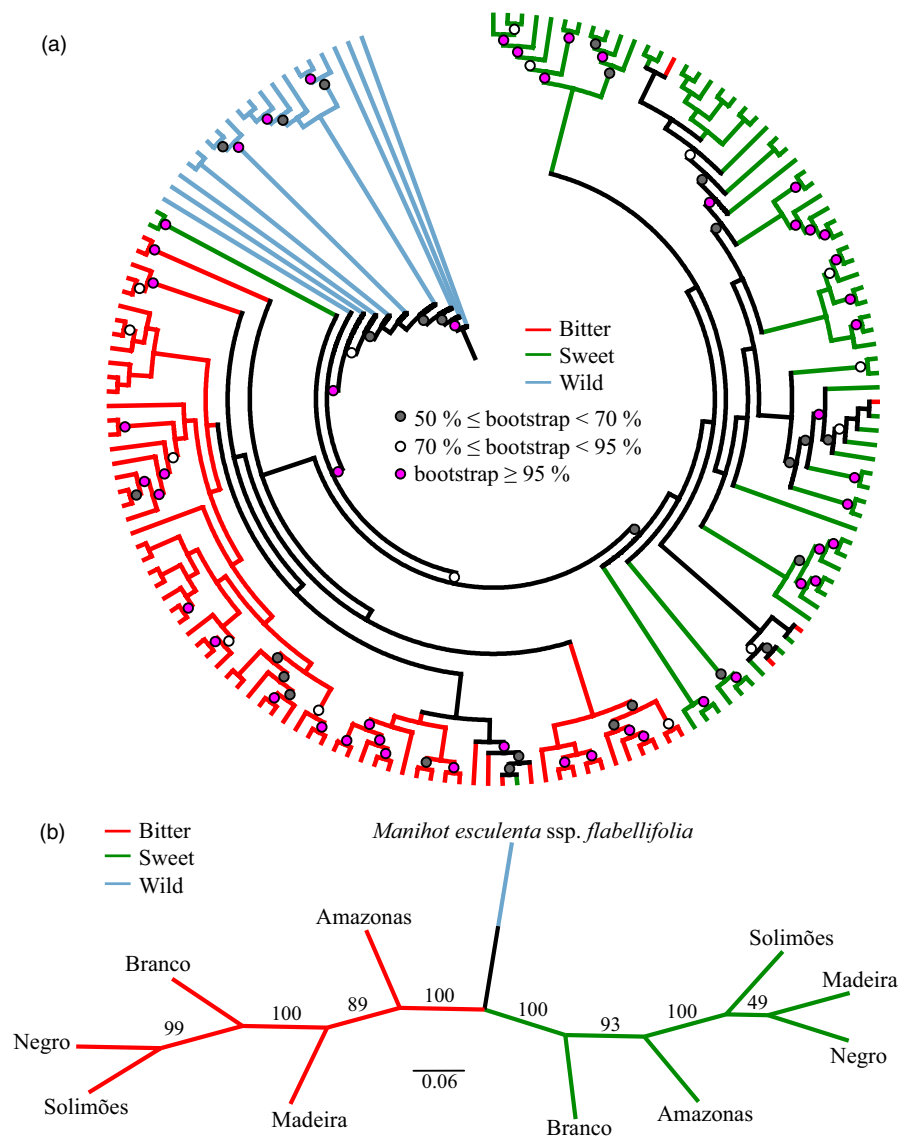 (a)
Bitter
Sweet
Wild
50 % ≤ bootstrap < 70 %
70 % ≤ bootstrap < 95 %
bootstrap ≥ 95 %
(b)
Bitter
Sweet
Wild
Manihot esculenta ssp. flabellifolia
Amazonas
Solimões
Branco
Madeira
100
89
100
99
100
93
100
49
Negro
Negro
0.06
Solimões
Madeira
Branco
Amazonas